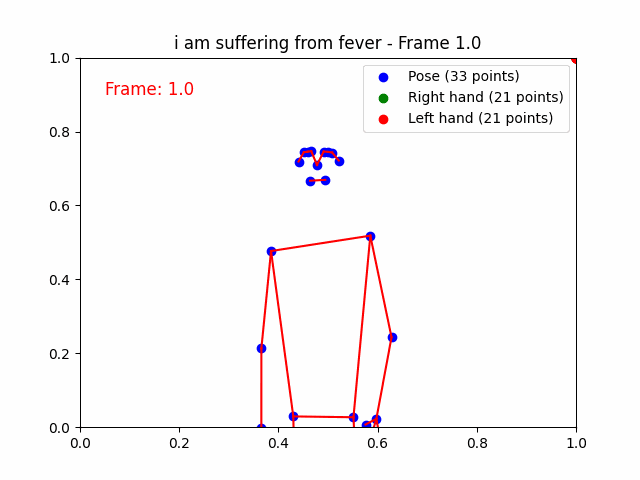 i am suffering from fever - Frame 1.0
Frame: 1.0
Pose (33 points)
Right hand (21 points)
Left hand (21 points)
1.0
0.8
0.6
0.4
0.2
0.0
0.0 0.2 0.4 0.6 0.8 1.0